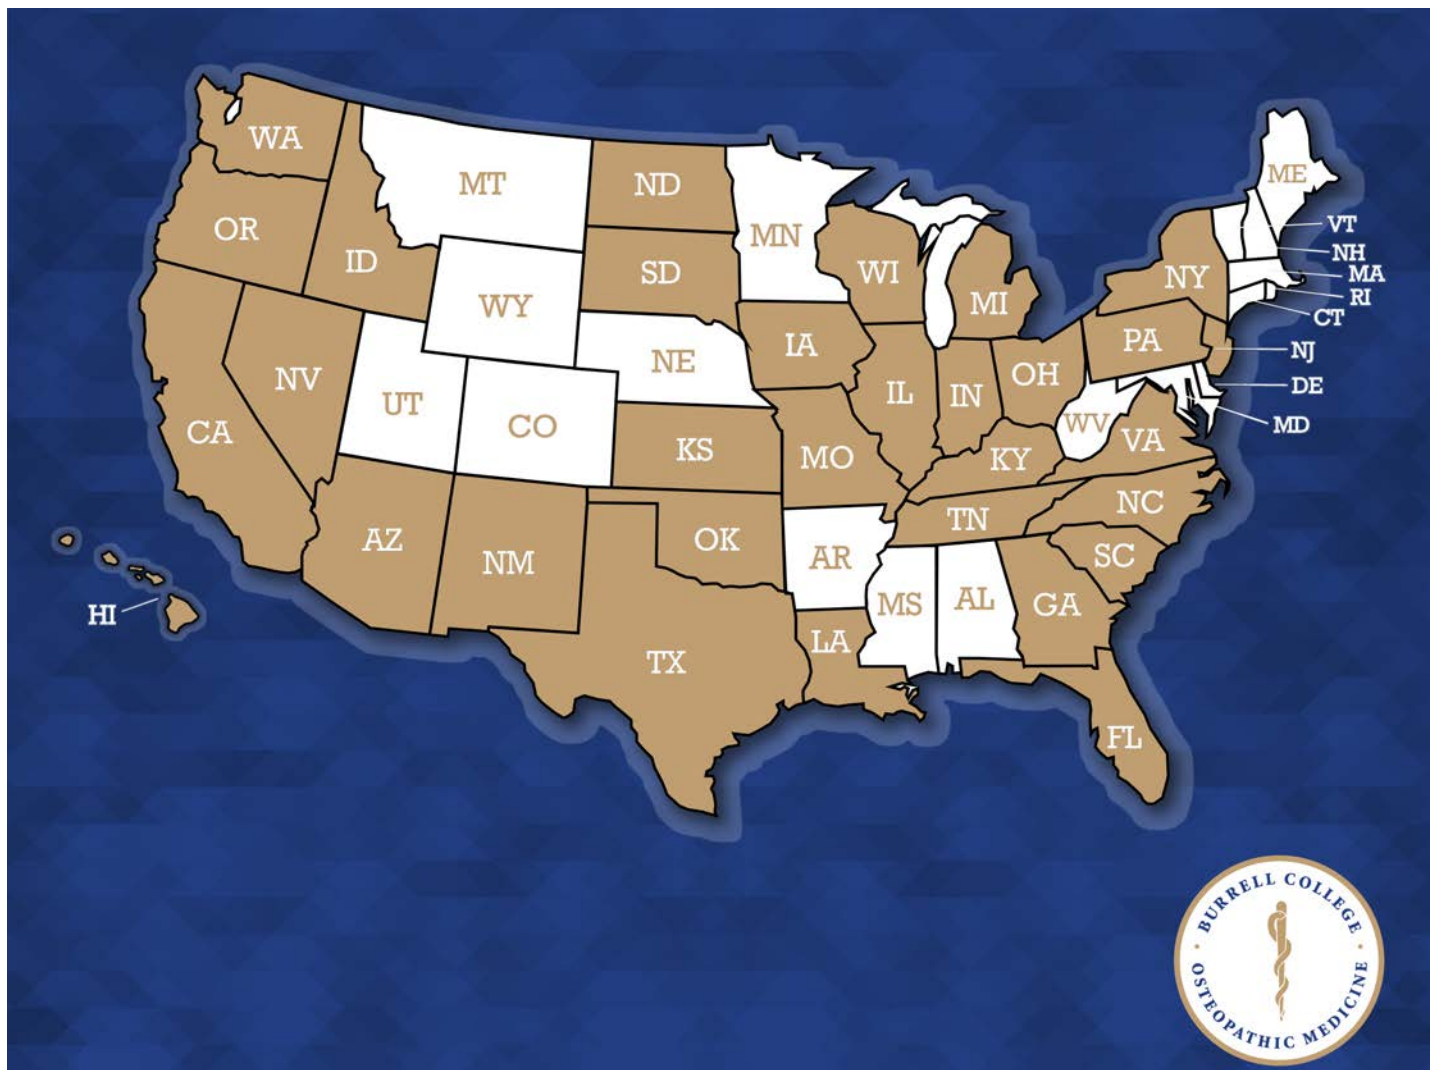 WA
MT
ND
MN
ME
OR
ID
SD
WI
MI
NY
VT
NH
MA
RI
CT
WY
NE
IA
PA
NJ
NV
UT
CO
IL
IN
OH
DE
MD
CA
KS
MO
KY
WV
VA
AZ
NM
OK
AR
TN
NC
SC
HI
TX
LA
MS
AL
GA
FL
BURRELL COLLEGE
OSTEOPATHIC MEDICINE